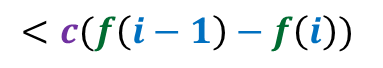 < c(f(i − 1) − f(i))